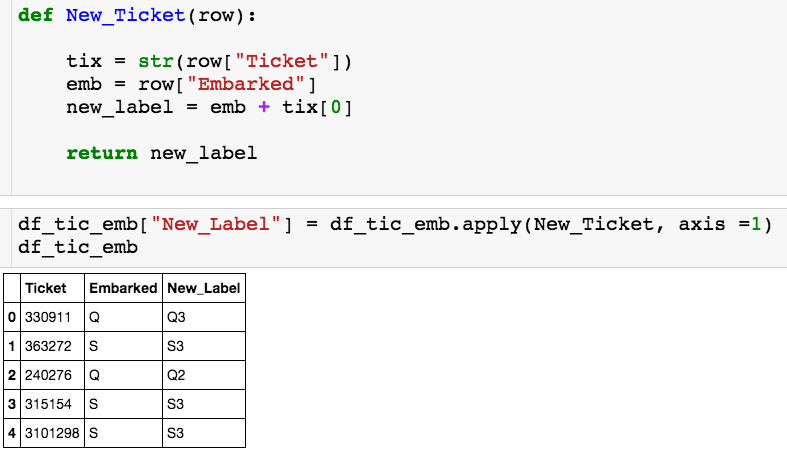 def New_Ticket(row):
tix = str(row["Ticket"])
emb = row["Embarked"]
new_label = emb + tix[0]
return new_label
df_tic_emb["New_Label"] = df_tic_emb.apply(New_Ticket, axis =1)
df_tic_emb
Ticket Embarked New_Label
0 330911 Q Q3
1 363272 S S3
2 240276 Q Q2
3 315154 S S3
4 3101298 S S3